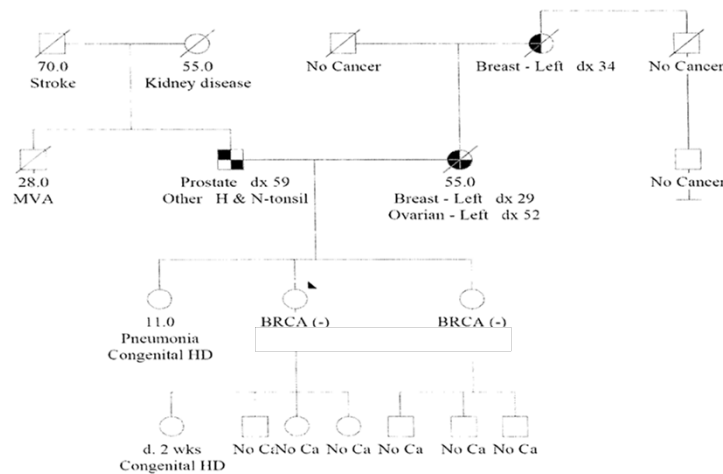 70.0
Stroke
55.0
Kidney disease
No Cancer
Breast - Left dx 34
No Cancer
28.0
MVA
Prostate dx 59
Other H & N-tonsil
55.0
Breast - Left dx 29
Ovarian - Left dx 52
No Cancer
11.0
Pneumonia
Congenital HD
BRCA (-)
BRCA (-)
d. 2 wks
Congenital HD
No Ca
No Ca
No Ca
No Ca
No Ca
No Ca